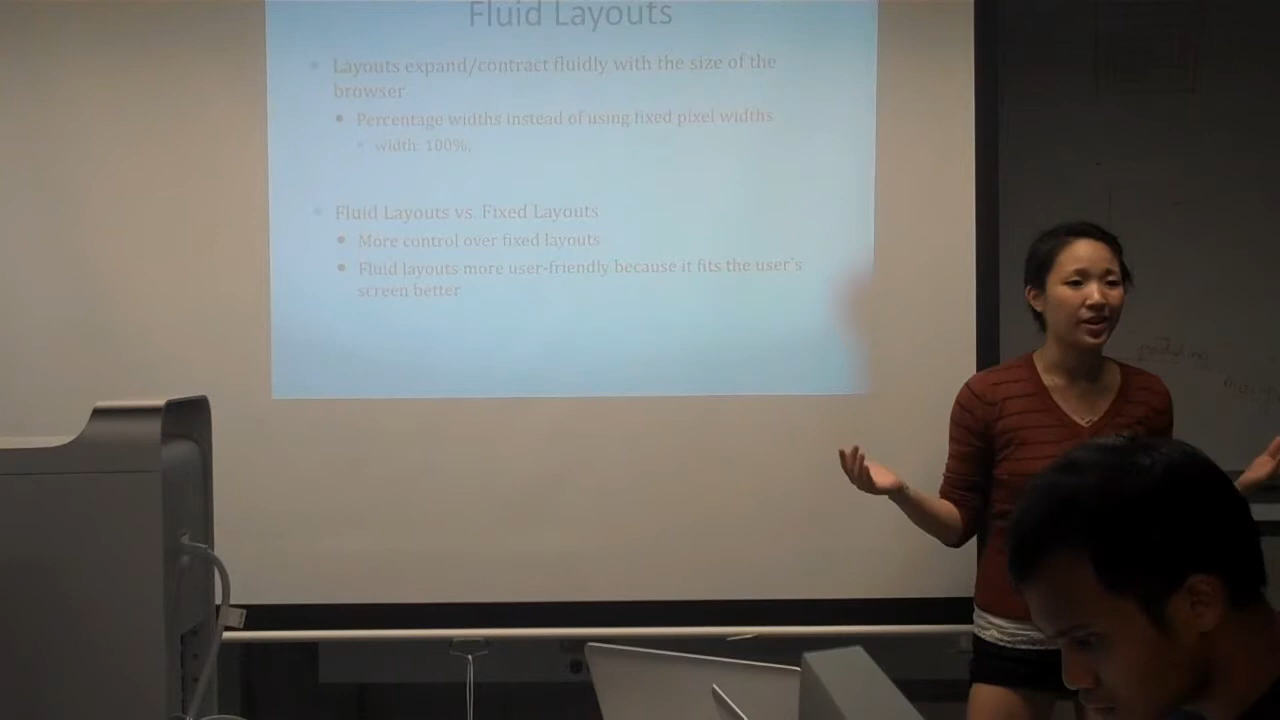 Fluid Layouts
Layouts expand/contract fluidly with the size of the
browser
Percentage widths instead of using fixed pixel widths
width: 100%;
Fluid Layouts vs. Fixed Layouts
More control over fixed layouts
Fluid layouts more user-friendly because it fits the user's
screen better
padding